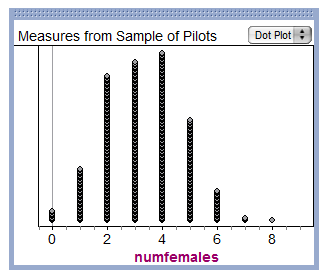 Measures from Sample of Pilots
Dot Plot
0 2 4 6 8
numfemales